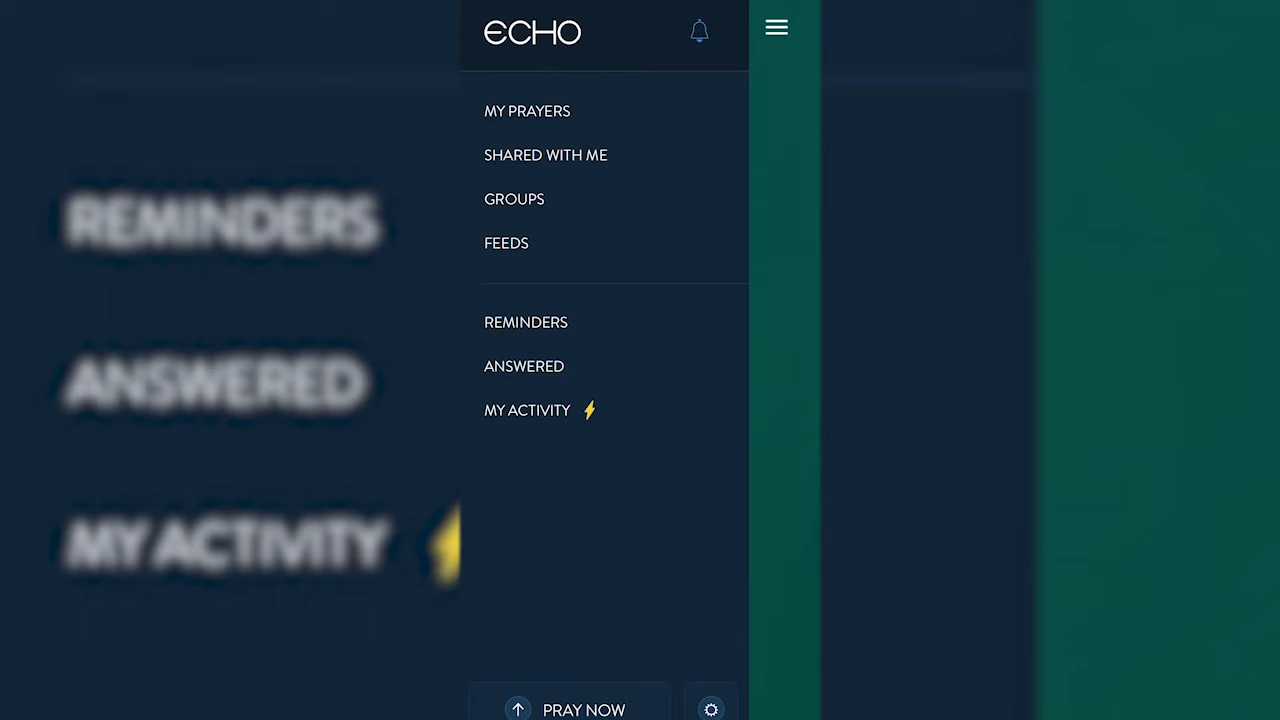 ECHO
MY PRAYERS
SHARED WITH ME
GROUPS
FEEDS
REMINDERS
ANSWERED
MY ACTIVITY
PRAY NOW
REMINDERS
ANSWERED
MY ACTIVITY